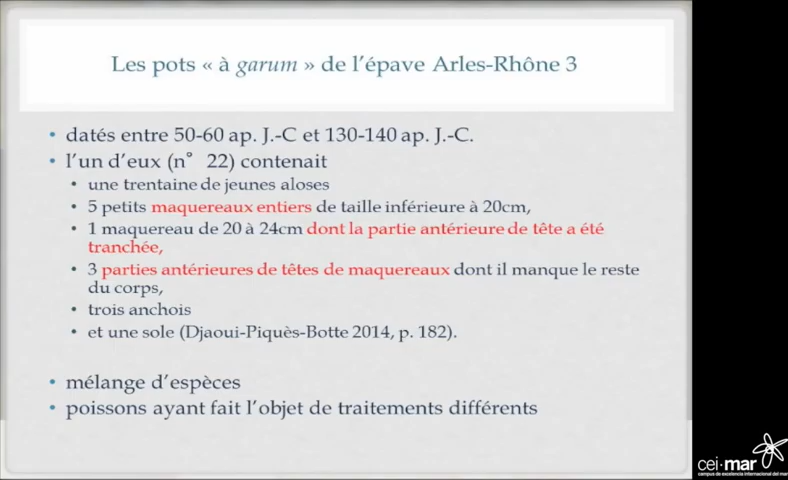 Les pots « à garum » de l'épave Arles-Rhône 3
• datés entre 50-60 ap. J.-C et 130-140 ap. J.-C.
• l'un d'eux (n° 22) contenait
• une trentaine de jeunes aloses
• 5 petits maquereaux entiers de taille inférieure à 20cm,
• 1 maquereau de 20 à 24cm dont la partie antérieure de tête a été
tranchée,
• 3 parties antérieures de têtes de maquereaux dont il manque le reste
du corps,
• trois anchois
• et une sole (Djaoui-Piquès-Botte 2014, p. 182).
• mélange d'espèces
• poissons ayant fait l'objet de traitements différents
cei·mar
campus de excelencia internacional del mar